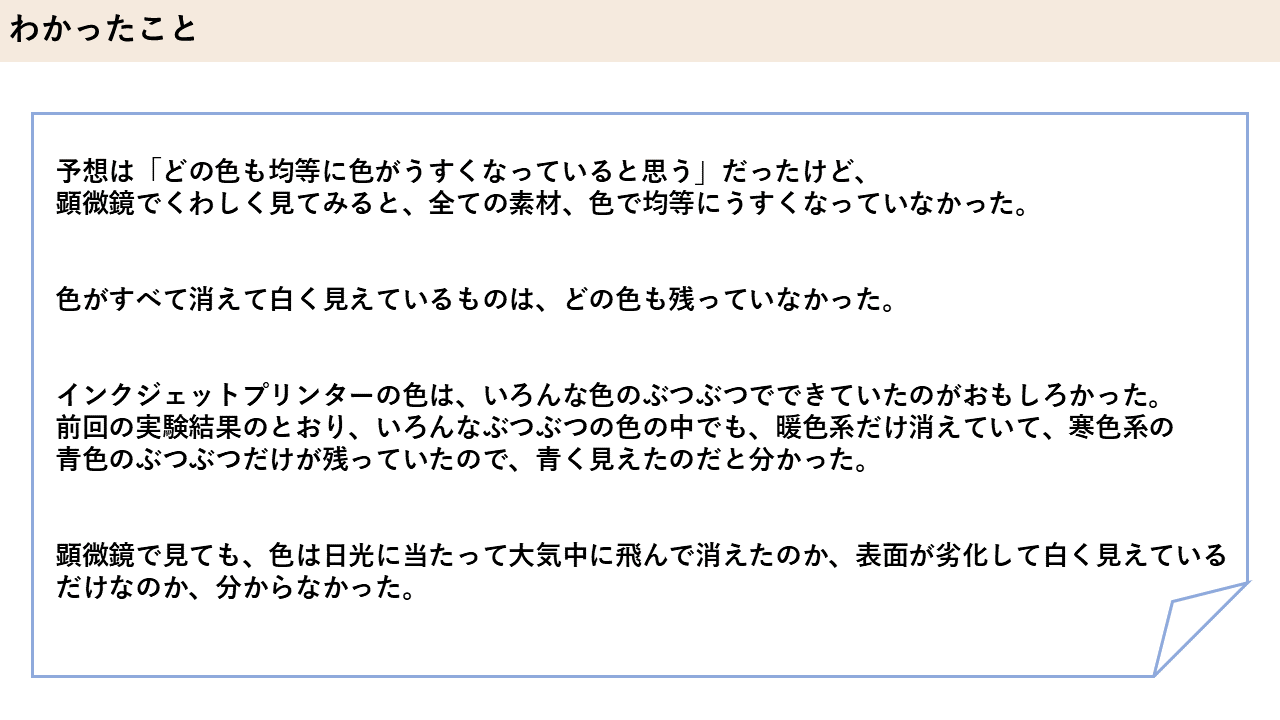 わかったこと
予想は「どの色も均等に色がうすくなっていると思う」だったけど、
顕微鏡でくわしく見てみると、全ての素材、色で均等にうすくなっていなかった。
色がすべて消えて白く見えているものは、どの色も残っていなかった。
インクジェットプリンターの色は、いろんな色のぶつぶつでできていたのがおもしろかった。
前回の実験結果のとおり、いろんなぶつぶつの色の中でも、暖色系だけ消えていて、寒色系の
青色のぶつぶつだけが残っていたので、青く見えたのだと分かった。
顕微鏡で見ても、色は日光に当たって大気中に飛んで消えたのか、表面が劣化して白く見えている
だけなのか、分からなかった。